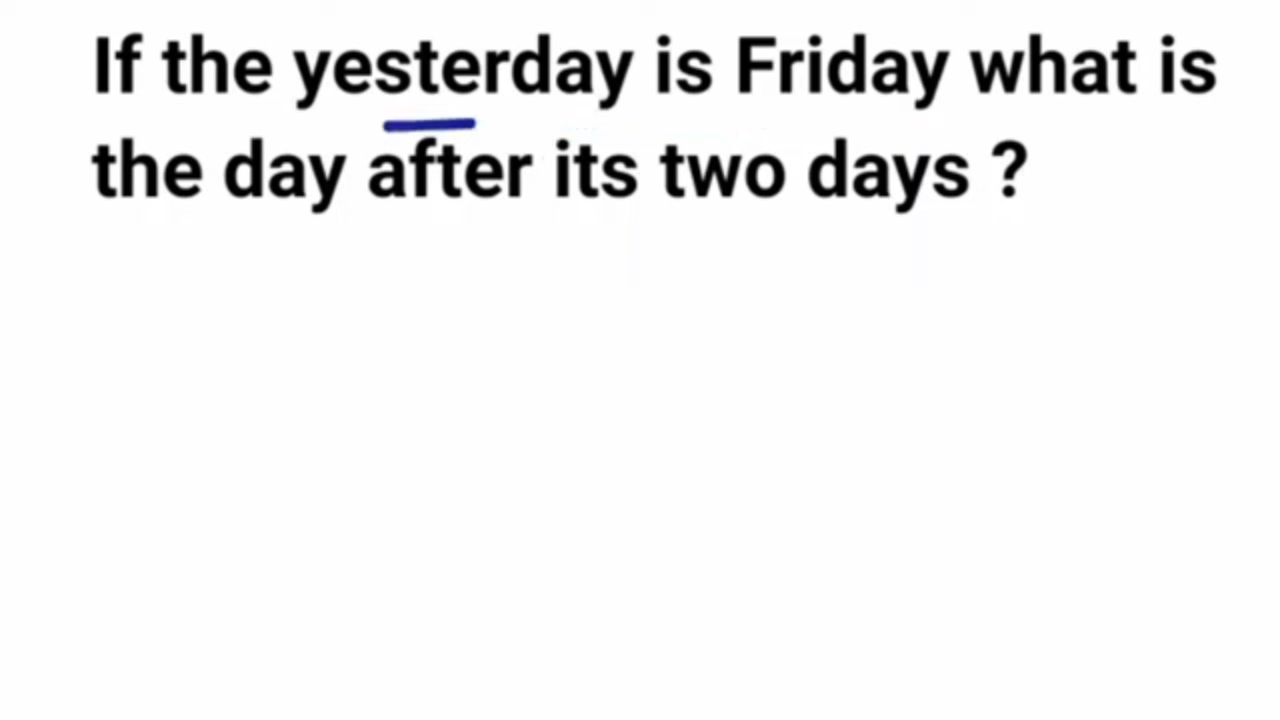 If the yesterday is Friday what is
the day after its two days ?